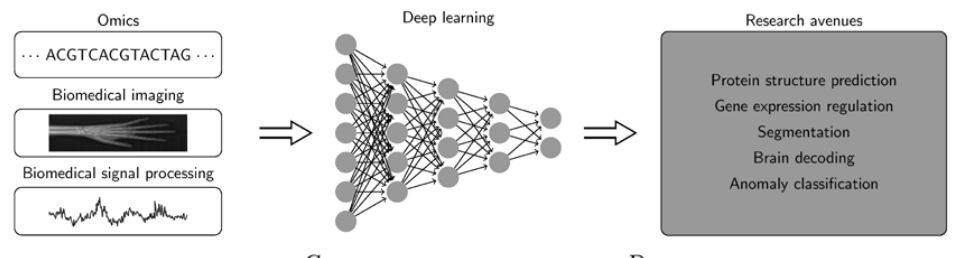 Omics
··· ACGTCACGTACTAG ···
Biomedical imaging
Biomedical signal processing
Deep learning
Research avenues
Protein structure prediction
Gene expression regulation
Segmentation
Brain decoding
Anomaly classification